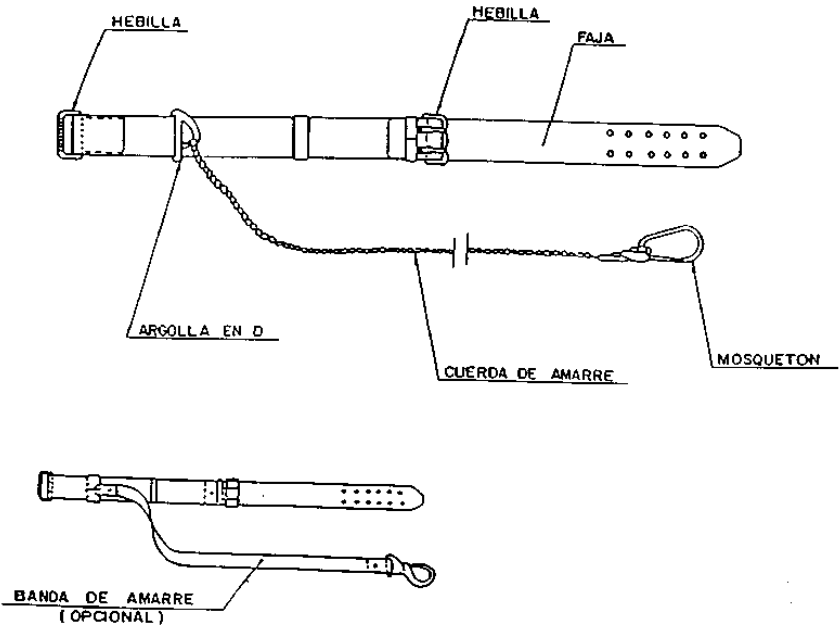 HEBILLA
HEBILLA
FAJA
ARGOLLA EN D
CUERDA DE AMARRE
MOSQUETON
BANDA DE AMARRE
(OPCIONAL)